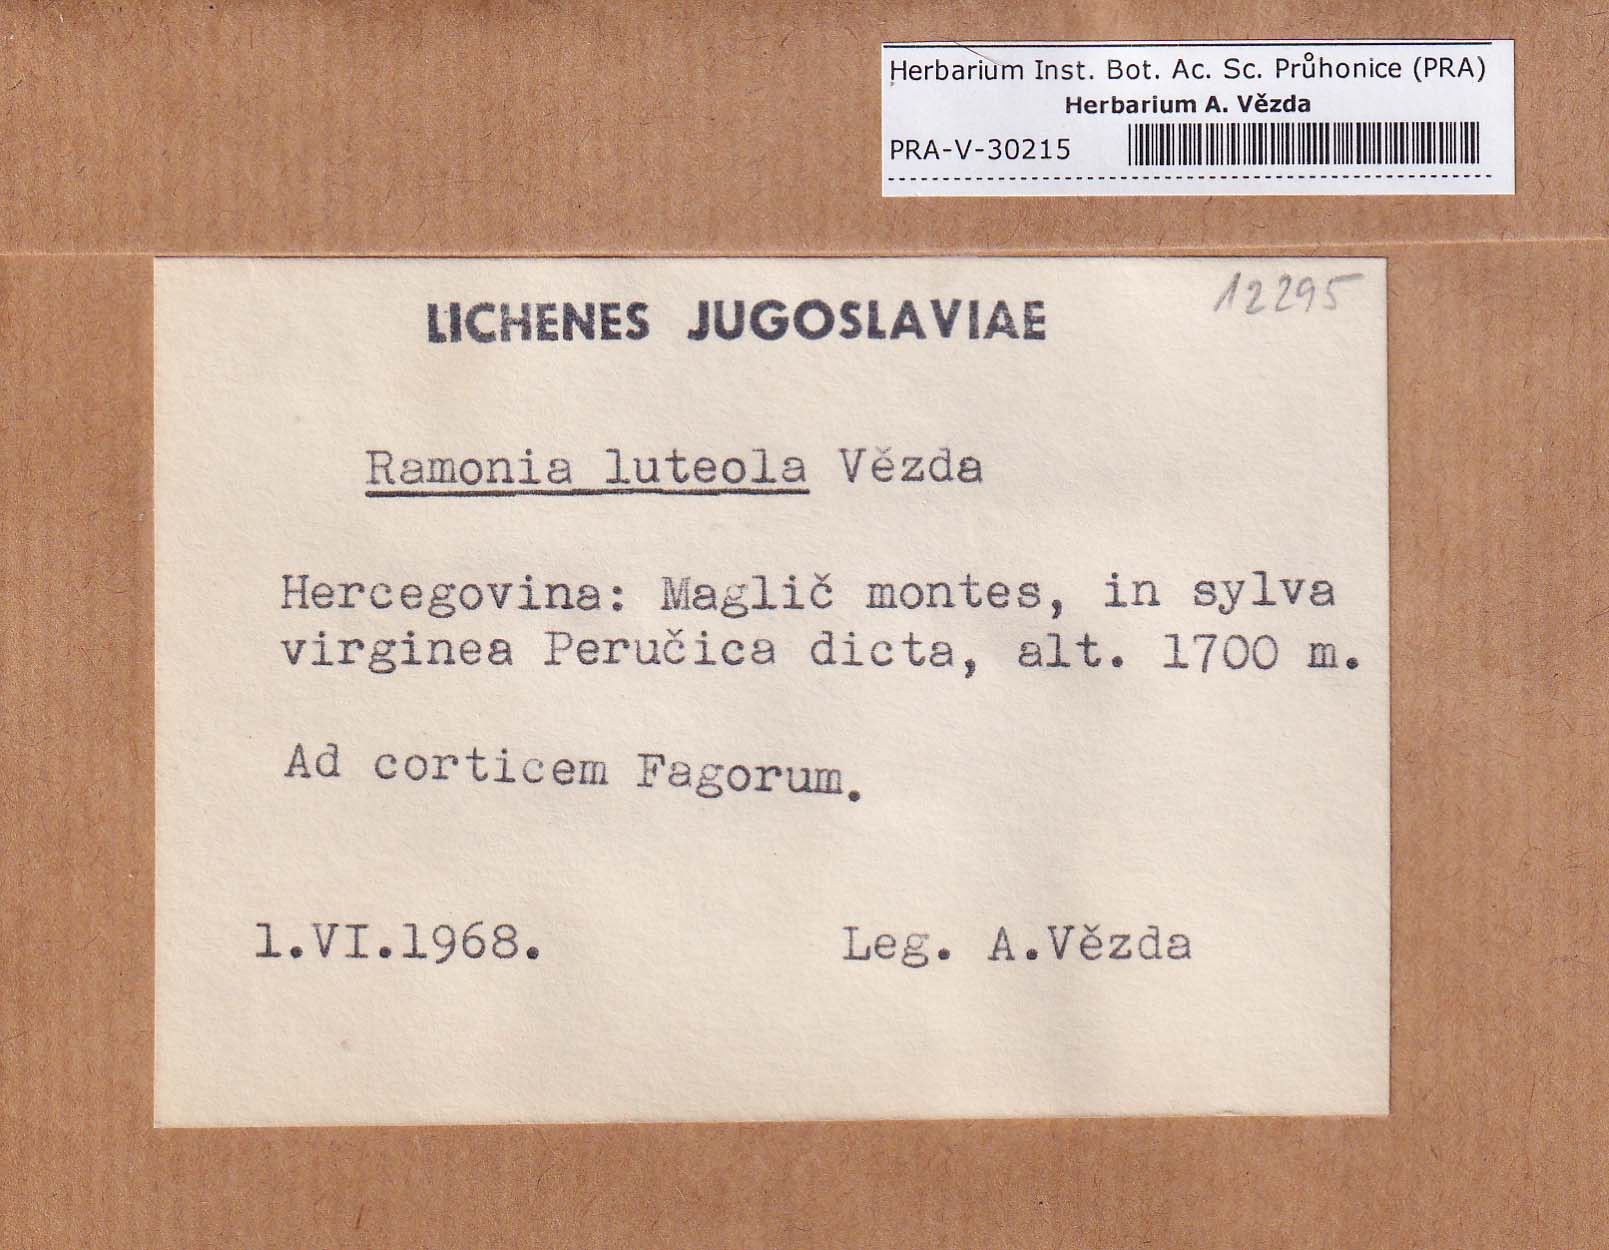 Herbarium Inst. Bot. Ac. Sc. Průhonice (PRA)
Herbarium A. Vězda
PRA-V-30215
12295
LICHENES JUGOSLAVIAE
Ramonia luteola Vězda
Hercegovina: Maglič montes, in sylva
virginea Peručica dicta, alt. 1700 m.
Ad corticem Fagorum.
1.VI.1968. Leg. A.Vězda